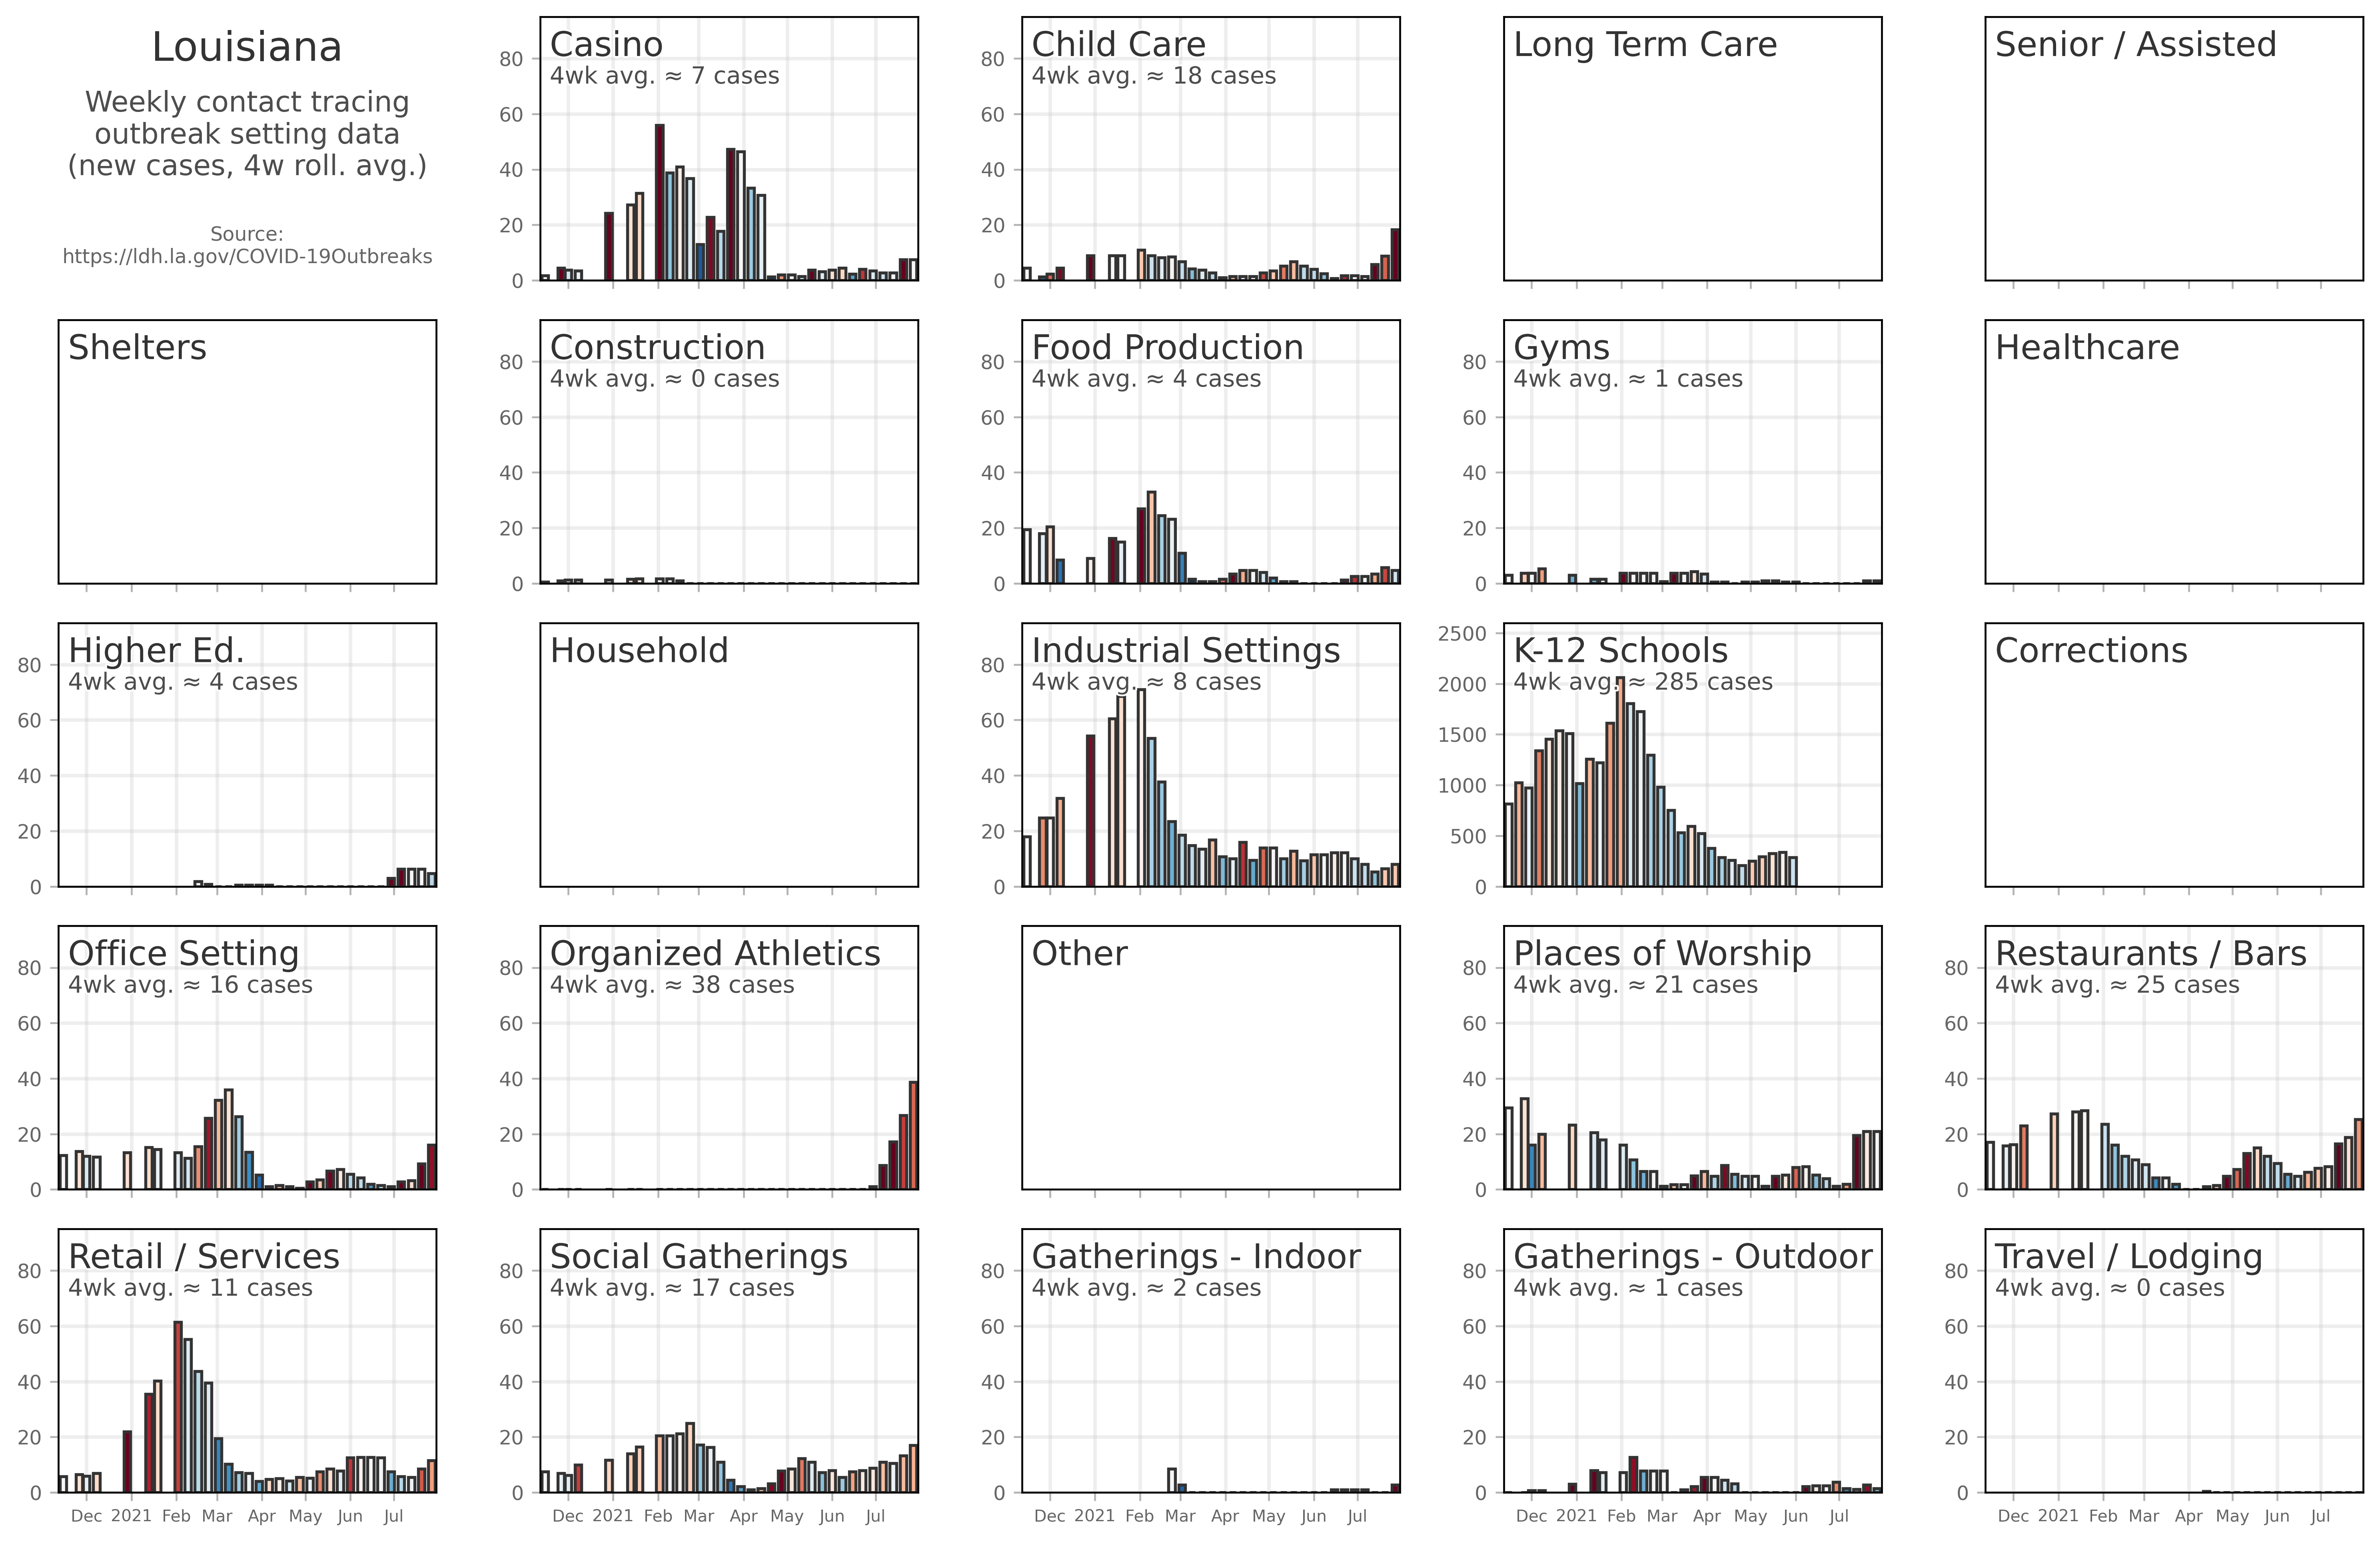 Louisiana
Weekly contact tracing
outbreak setting data
(new cases, 4w roll. avg.)
Source:
https://ldh.la.gov/COVID-19Outbreaks
Casino
4wk avg. ≈ 7 cases
80
60
40
20
0
Child Care
4wk avg. ≈ 18 cases
80
60
40
20
0
Long Term Care
Senior / Assisted
Shelters
Construction
4wk avg. ≈ 0 cases
80
60
40
20
0
Food Production
4wk avg. ≈ 4 cases
80
60
40
20
0
Gyms
4wk avg. ≈ 1 cases
80
60
40
20
0
Healthcare
Higher Ed.
4wk avg. ≈ 4 cases
80
60
40
20
0
Household
Industrial Settings
4wk avg. ≈ 8 cases
80
60
40
20
0
K-12 Schools
4wk avg. ≈ 285 cases
2500
2000
1500
1000
500
0
Corrections
Office Setting
4wk avg. ≈ 16 cases
80
60
40
20
0
Organized Athletics
4wk avg. ≈ 38 cases
80
60
40
20
0
Other
Places of Worship
4wk avg. ≈ 21 cases
80
60
40
20
0
Restaurants / Bars
4wk avg. ≈ 25 cases
80
60
40
20
0
Retail / Services
4wk avg. ≈ 11 cases
80
60
40
20
0
Dec 2021 Feb Mar Apr May Jun Jul
Social Gatherings
4wk avg. ≈ 17 cases
80
60
40
20
0
Dec 2021 Feb Mar Apr May Jun Jul
Gatherings - Indoor
4wk avg. ≈ 2 cases
80
60
40
20
0
Dec 2021 Feb Mar Apr May Jun Jul
Gatherings - Outdoor
4wk avg. ≈ 1 cases
80
60
40
20
0
Dec 2021 Feb Mar Apr May Jun Jul
Travel / Lodging
4wk avg. ≈ 0 cases
80
60
40
20
0
Dec 2021 Feb Mar Apr May Jun Jul